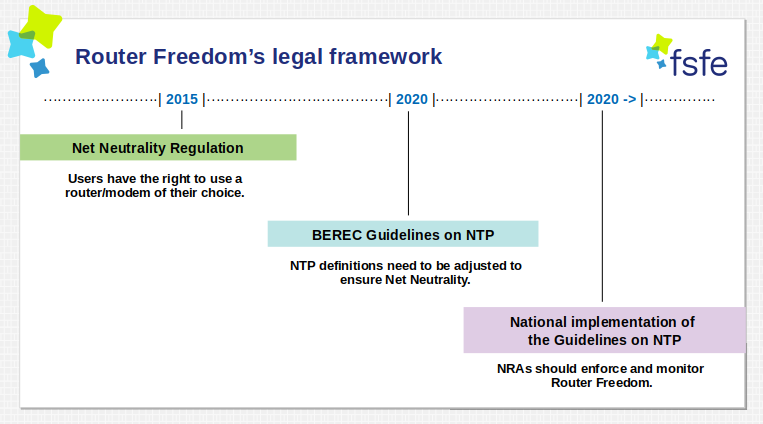 Router Freedom’s legal framework
fsfe
| 2015 | | 2020 | | 2020 -> |
Net Neutrality Regulation
Users have the right to use a
router/modem of their choice.
BEREC Guidelines on NTP
NTP definitions need to be adjusted to
ensure Net Neutrality.
National implementation of
the Guidelines on NTP
NRAs should enforce and monitor
Router Freedom.